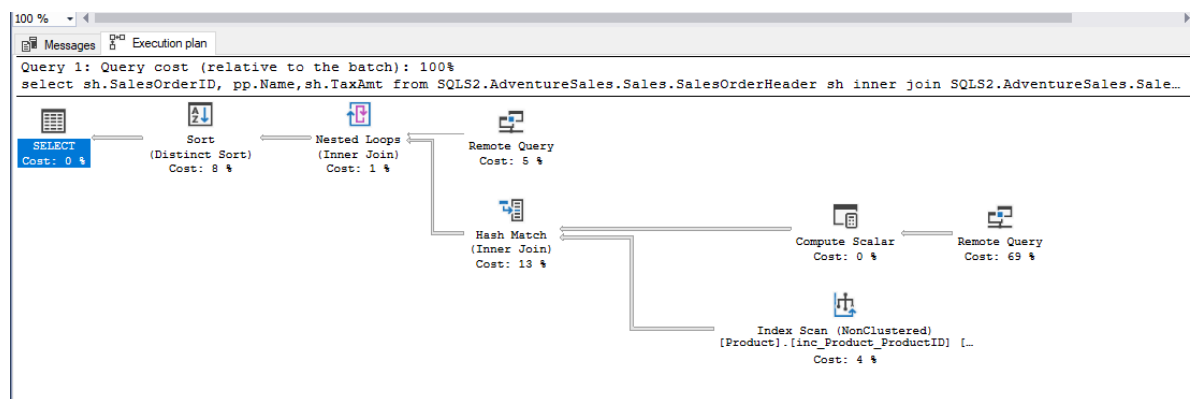 100 %
Messages Execution plan
Query 1: Query cost (relative to the batch): 100%
select sh.SalesOrderID, pp.Name,sh.TaxAmt from SQLS2.AdventureSales.Sales.SalesOrderHeader sh inner join SQLS2.AdventureSales.Sale…
SELECT
Cost: 0 %
Sort
(Distinct Sort)
Cost: 8 %
Nested Loops
(Inner Join)
Cost: 1 %
Remote Query
Cost: 5 %
Hash Match
(Inner Join)
Cost: 13 %
Compute Scalar
Cost: 0 %
Remote Query
Cost: 69 %
Index Scan (NonClustered)
[Product].[inc_Product_ProductID] […
Cost: 4 %